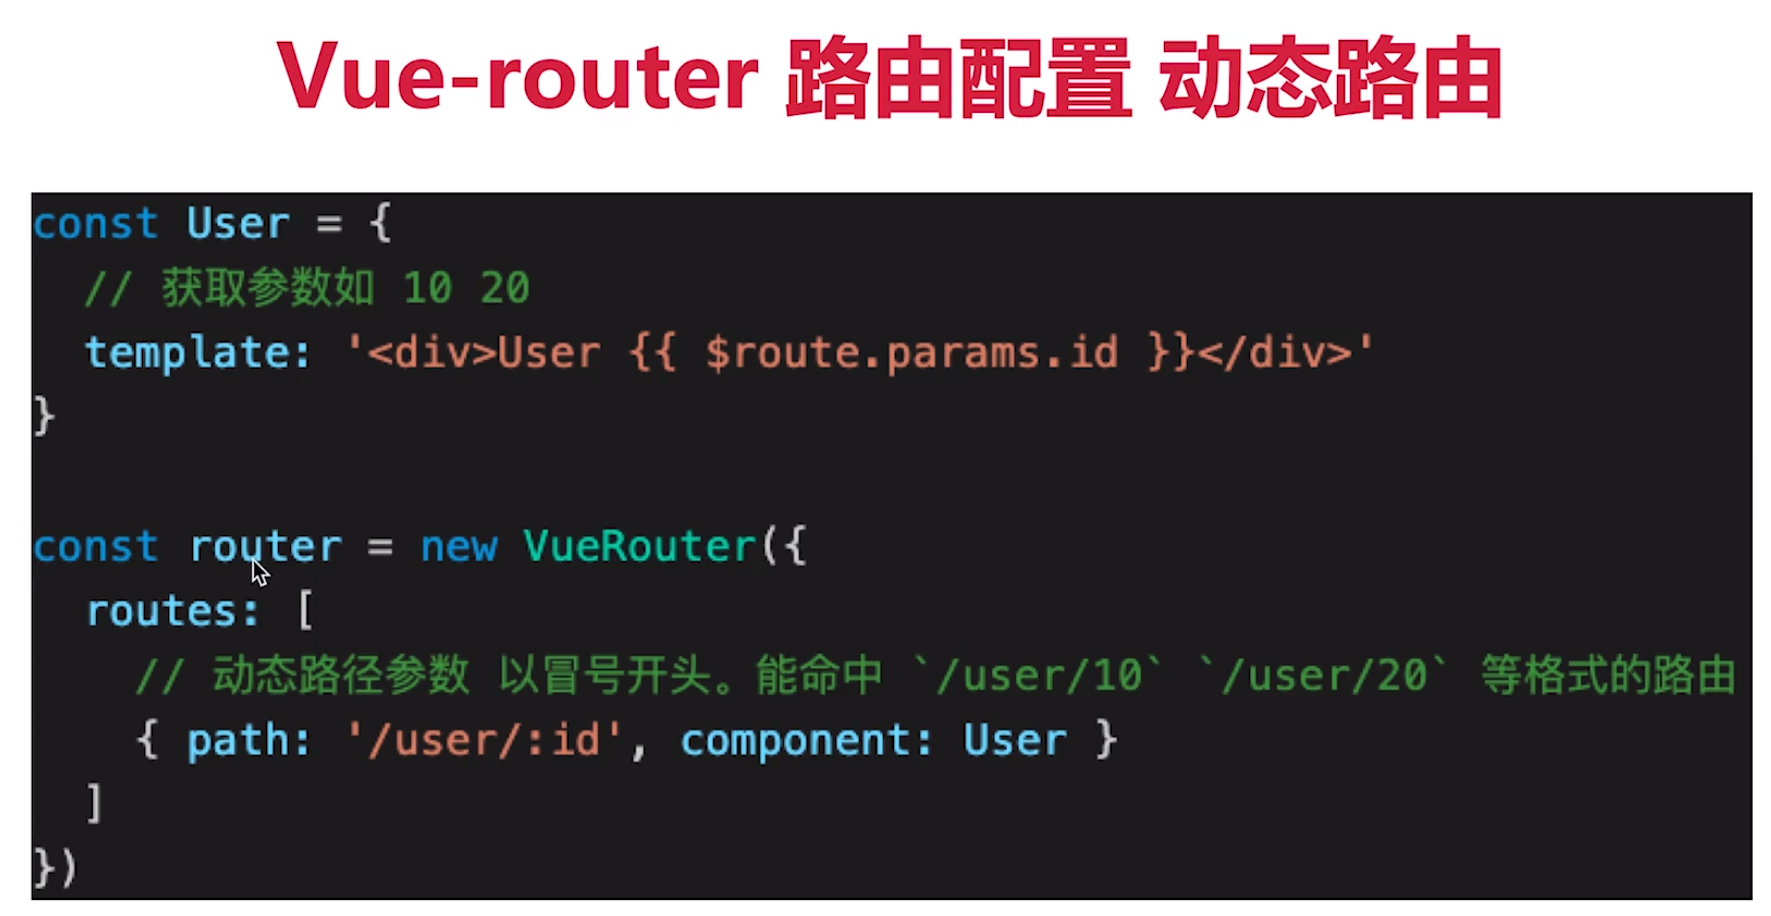 Vue-router 路由配置 动态路由
const User = {
  // 获取参数如 10 20
  template: '<div>User {{ $route.params.id }}</div>'
}
const router = new VueRouter({
  routes: [
    // 动态路径参数 以冒号开头。能命中 `/user/10` `/user/20` 等格式的路由
    { path: '/user/:id', component: User }
  ]
})